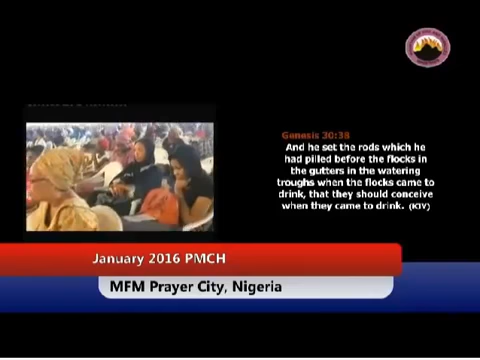 Genesis 30:38
And he set the rods which he
had pilled before the flocks in
the gutters in the watering
troughs when the flocks came to
drink, that they should conceive
when they came to drink. (KJV)
January 2016 PMCH
MFM Prayer City, Nigeria